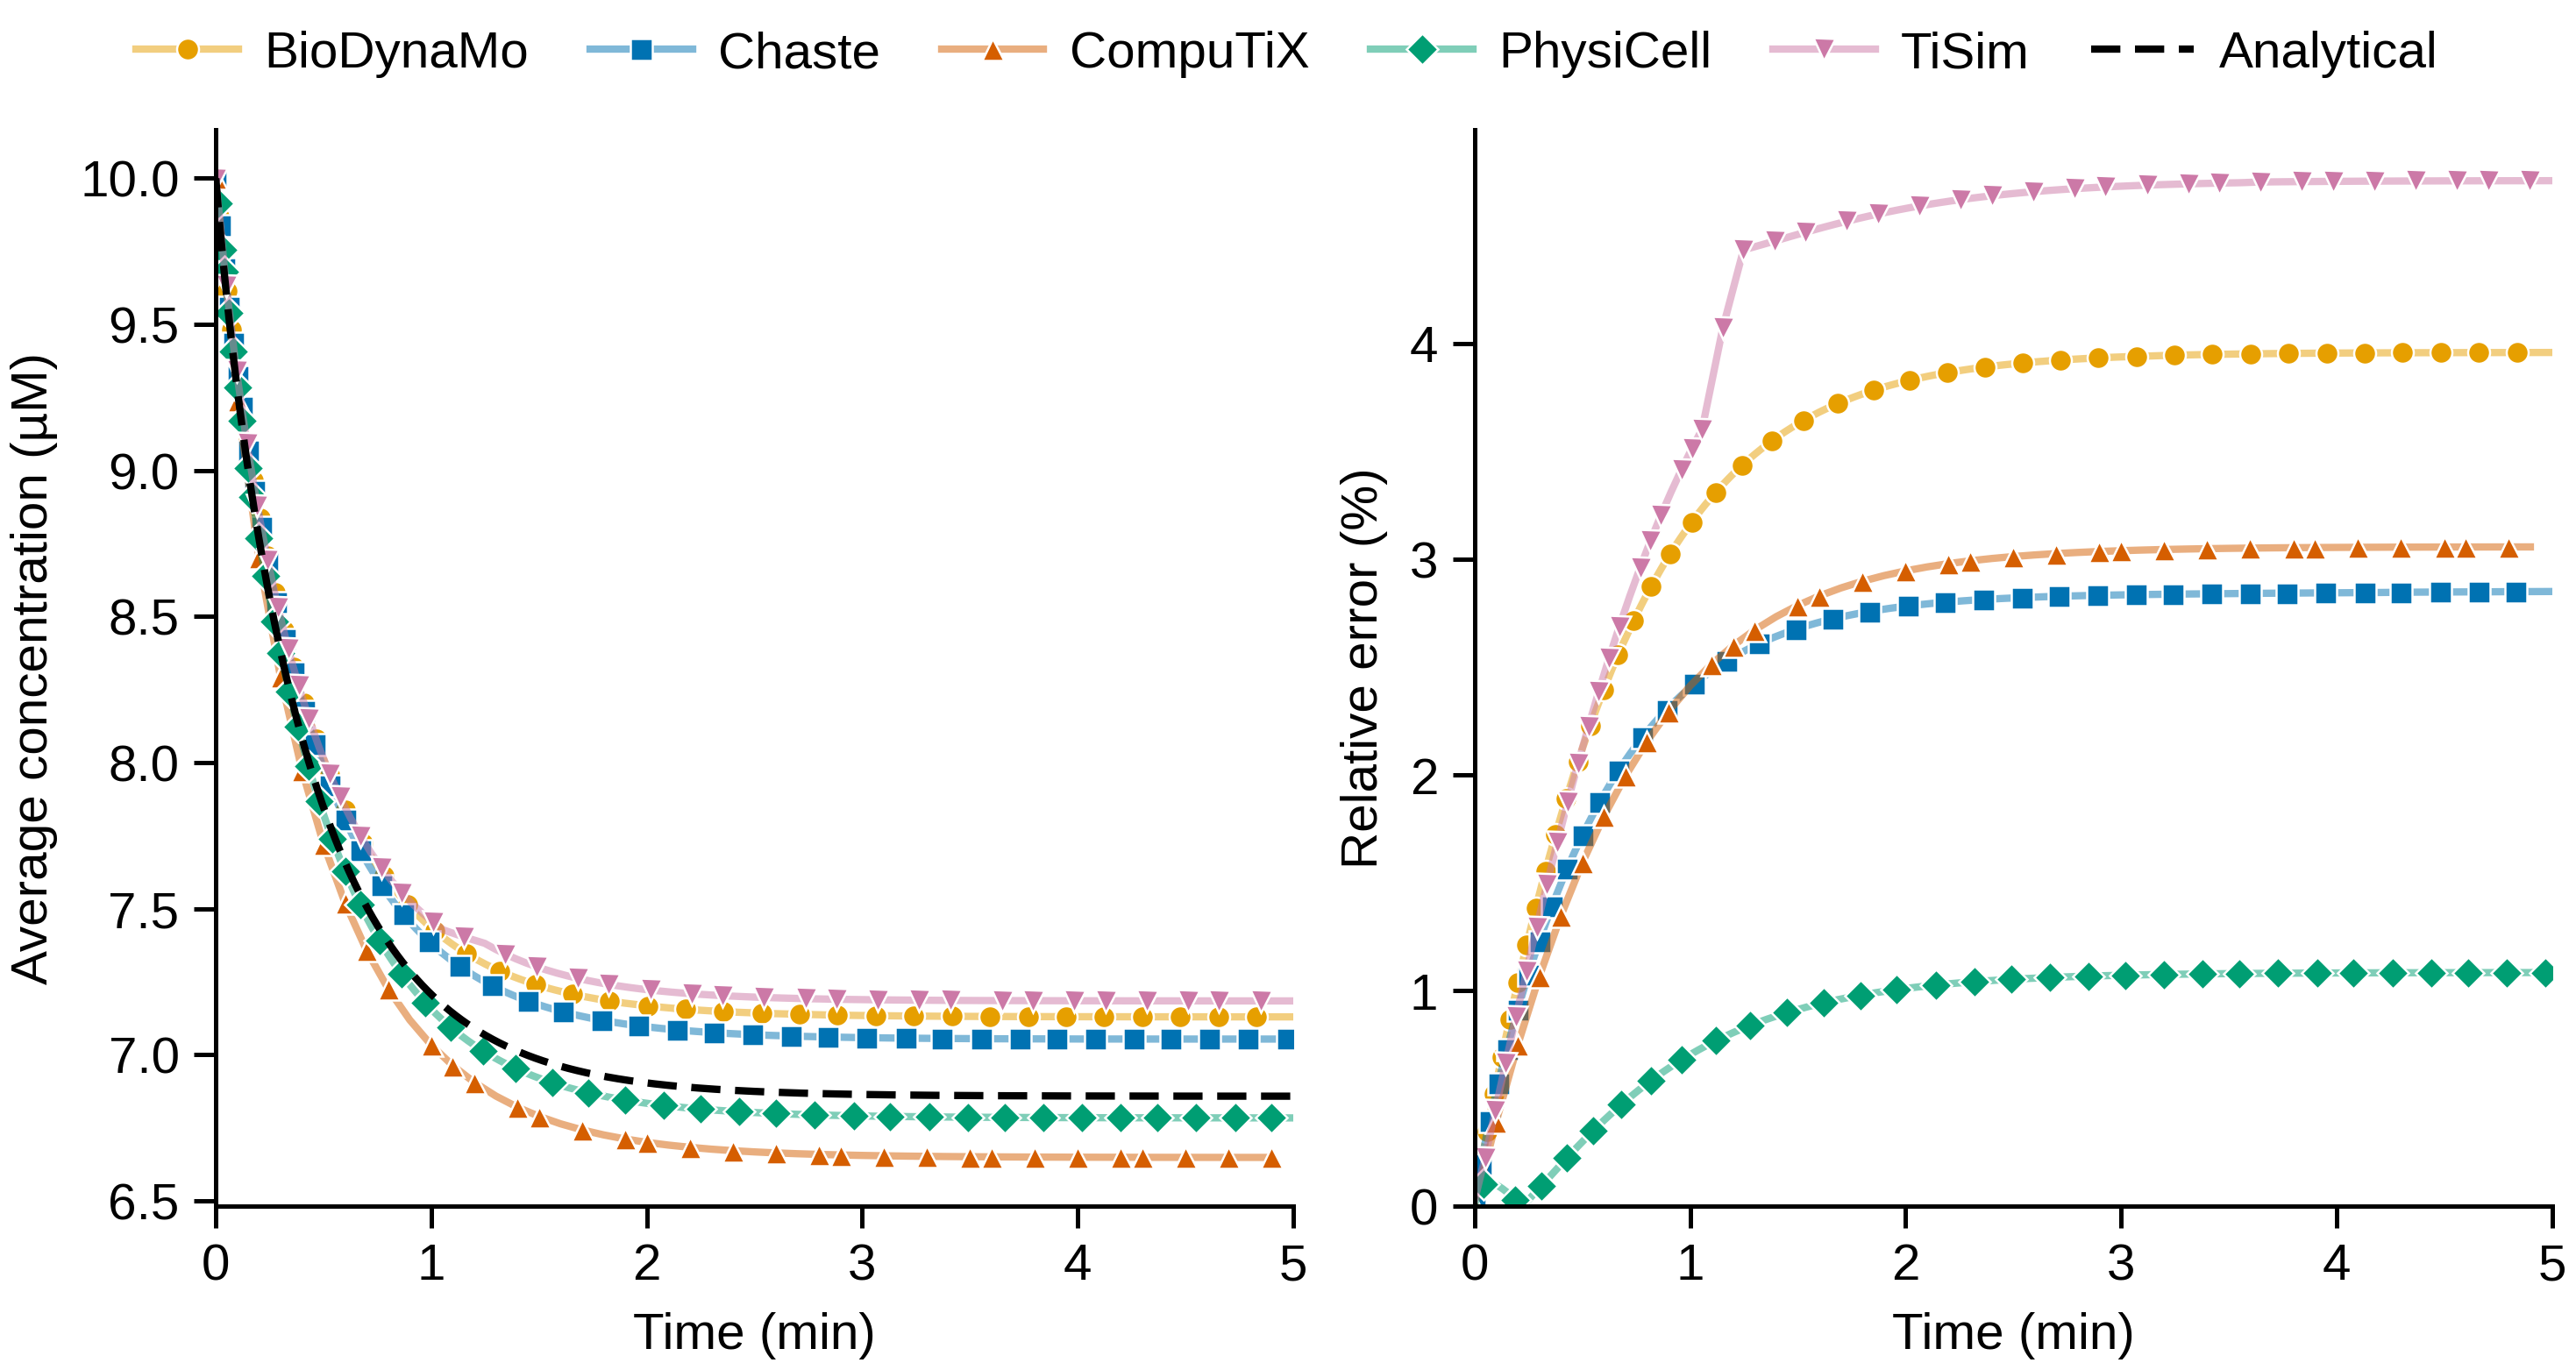 BioDynaMo Chaste CompuTiX PhysiCell TiSim Analytical
Average concentration (µM)
10.0
9.5
9.0
8.5
8.0
7.5
7.0
6.5
0 1 2 3 4 5
Time (min)
Relative error (%)
4
3
2
1
0
0 1 2 3 4 5
Time (min)